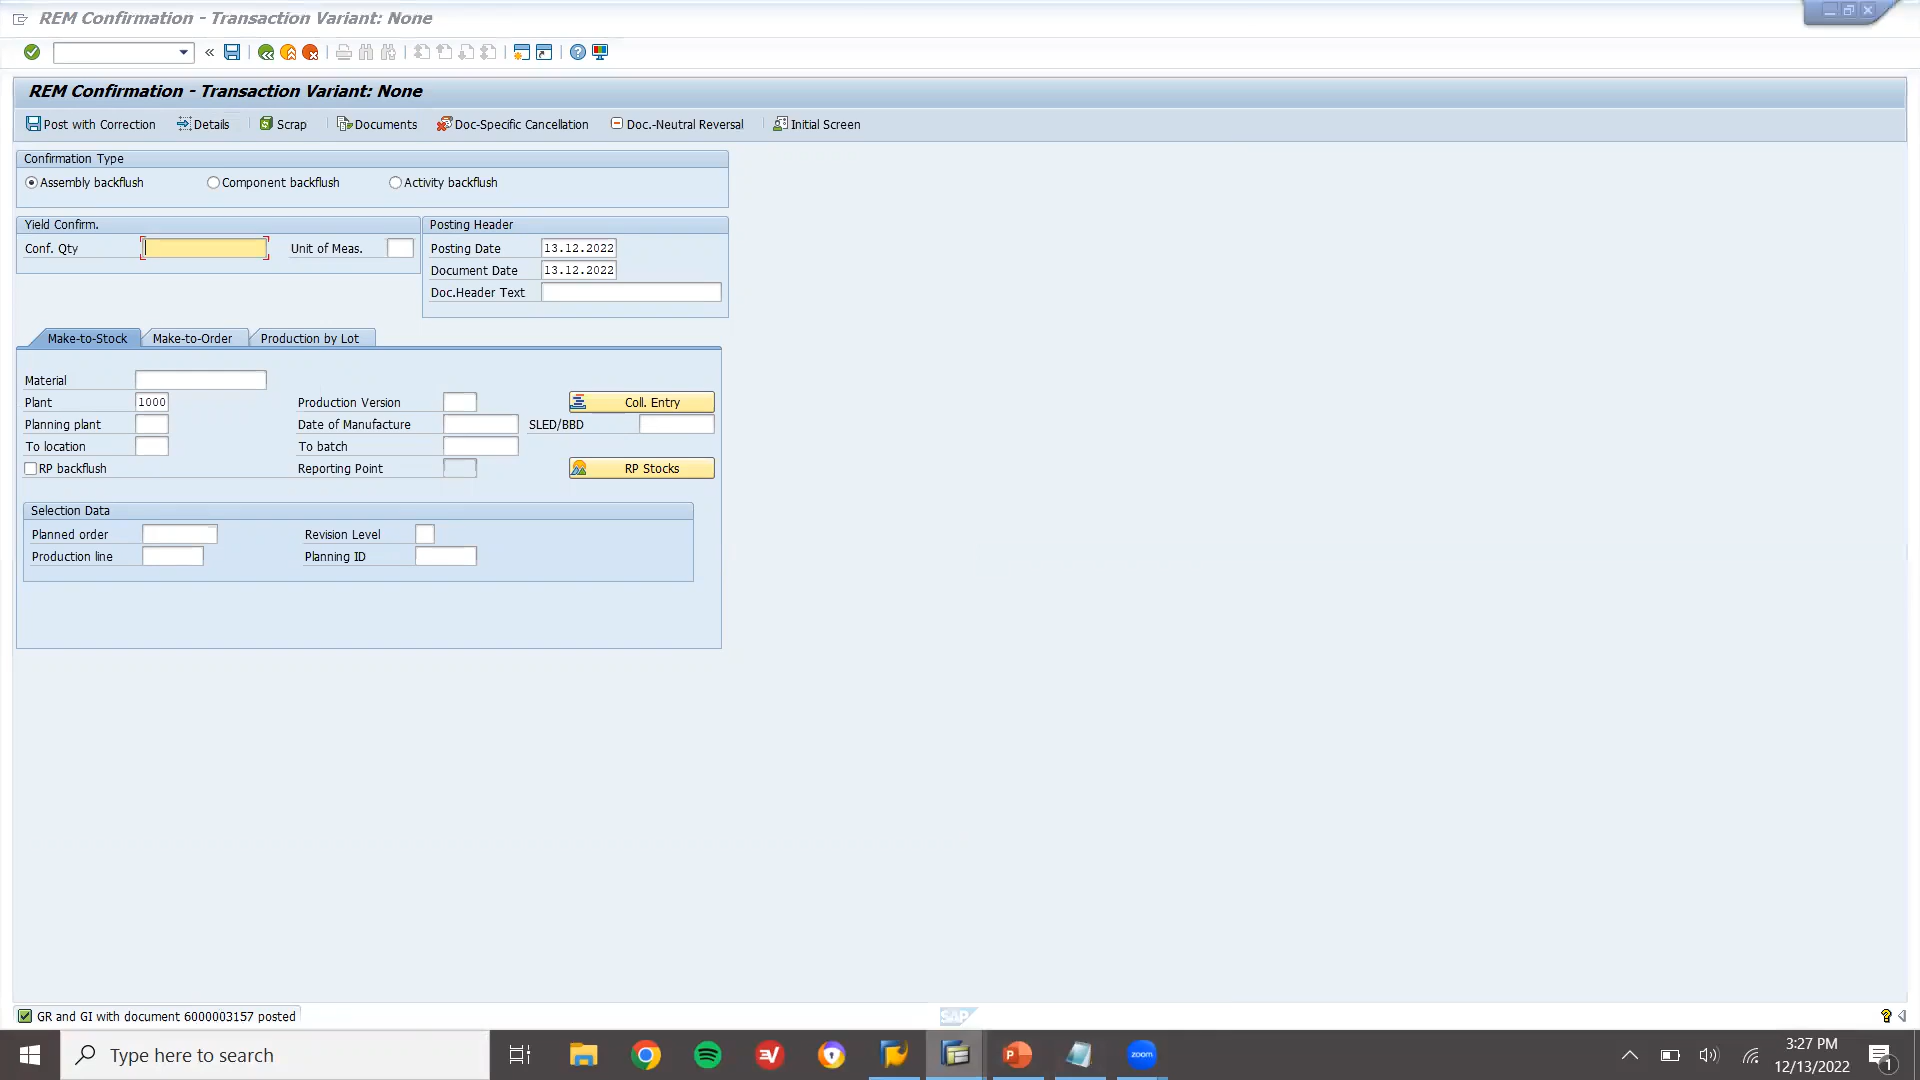 REM Confirmation - Transaction Variant: None
REM Confirmation - Transaction Variant: None
Post with Correction Details Scrap Documents Doc-Specific Cancellation Doc.-Neutral Reversal Initial Screen
Confirmation Type
Assembly backflush Component backflush Activity backflush
Yield Confirm. Posting Header
Conf. Qty Unit of Meas. Posting Date 13.12.2022
Document Date 13.12.2022
Doc.Header Text
Make-to-Stock Make-to-Order Production by Lot
Material
Plant 1000 Production Version Coll. Entry
Planning plant Date of Manufacture SLED/BBD
To location To batch
RP backflush Reporting Point RP Stocks
Selection Data
Planned order Revision Level
Production line Planning ID
GR and GI with document 6000003157 posted SAP
Type here to search zoom 3:27 PM
12/13/2022 1